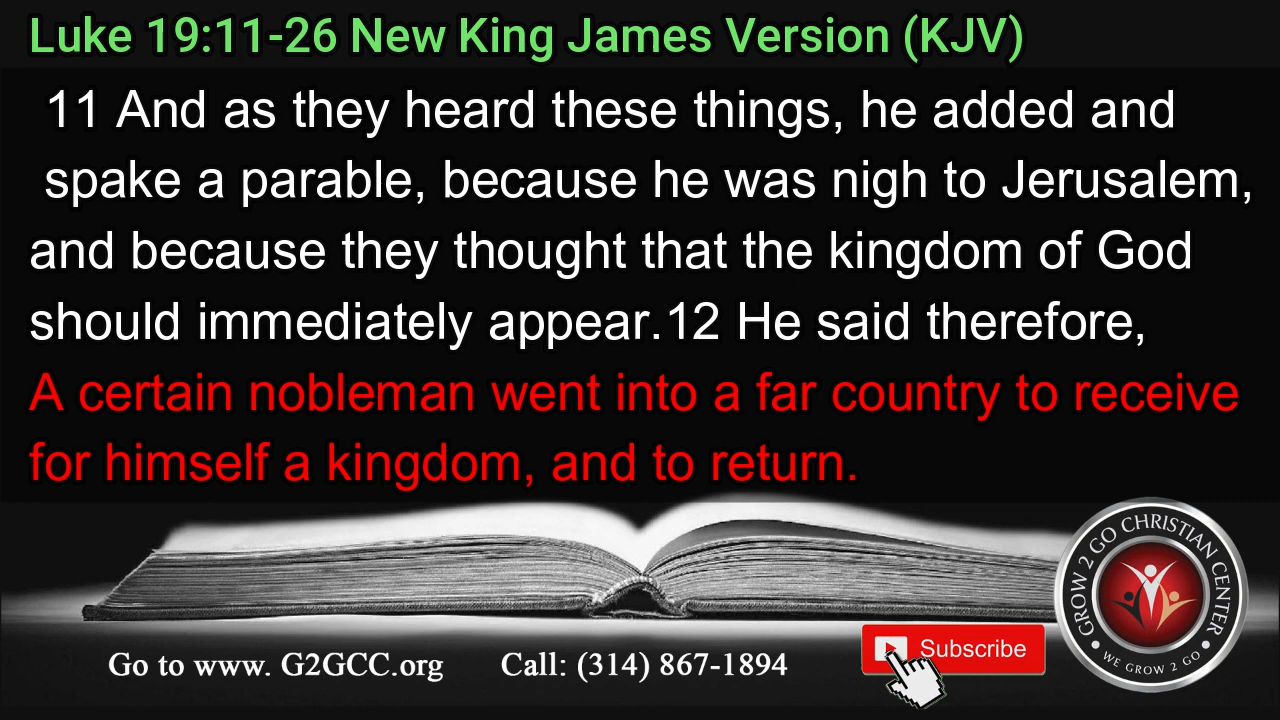 Luke 19:11-26 New King James Version (KJV)
11 And as they heard these things, he added and
spake a parable, because he was nigh to Jerusalem,
and because they thought that the kingdom of God
should immediately appear.12 He said therefore,
A certain nobleman went into a far country to receive
for himself a kingdom, and to return.
GROW 2 GO CHRISTIAN CENTER
• WE GROW 2 GO •
Subscribe
Go to www. G2GCC.org Call: (314) 867-1894